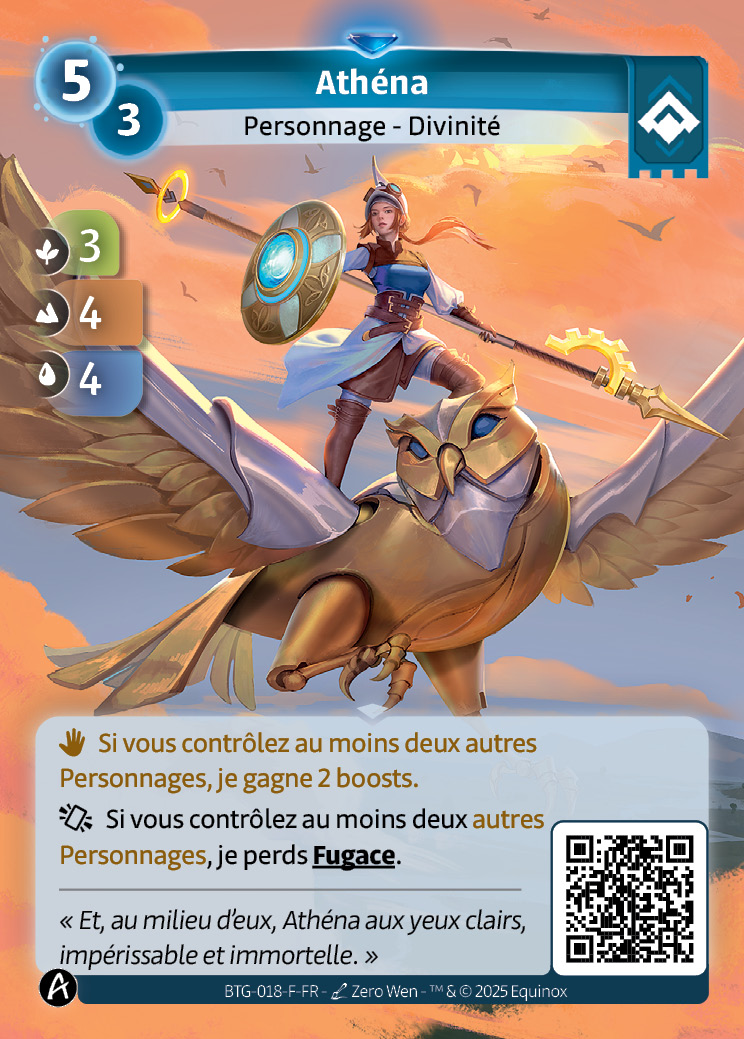 5
Athéna
3
Personnage - Divinité
3
4
4
Si vous contrôlez au moins deux autres
Personnages, je gagne 2 boosts.
Si vous contrôlez au moins deux autres
Personnages, je perds Fugace.
« Et, au milieu d'eux, Athéna aux yeux clairs,
impérissable et immortelle. »
BTG-018-F-FR - Zero Wen - ™ & © 2025 Equinox